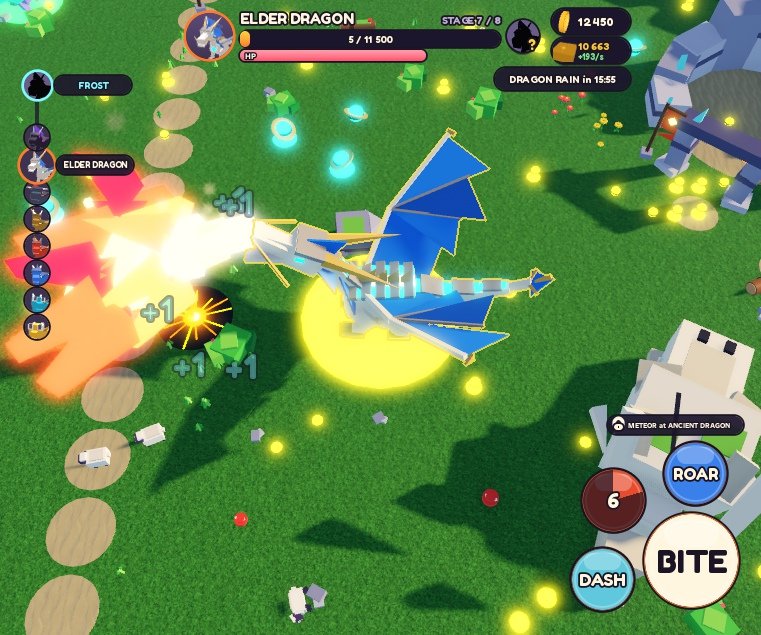 ELDER DRAGON
STAGE 7 / 8
5 / 11 500
HP
12 450
10 663
+193/s
?
DRAGON RAIN in 15:55
FROST
ELDER DRAGON
+1
+1
+1
+1
+1
METEOR at ANCIENT DRAGON
ROAR
6
BITE
DASH